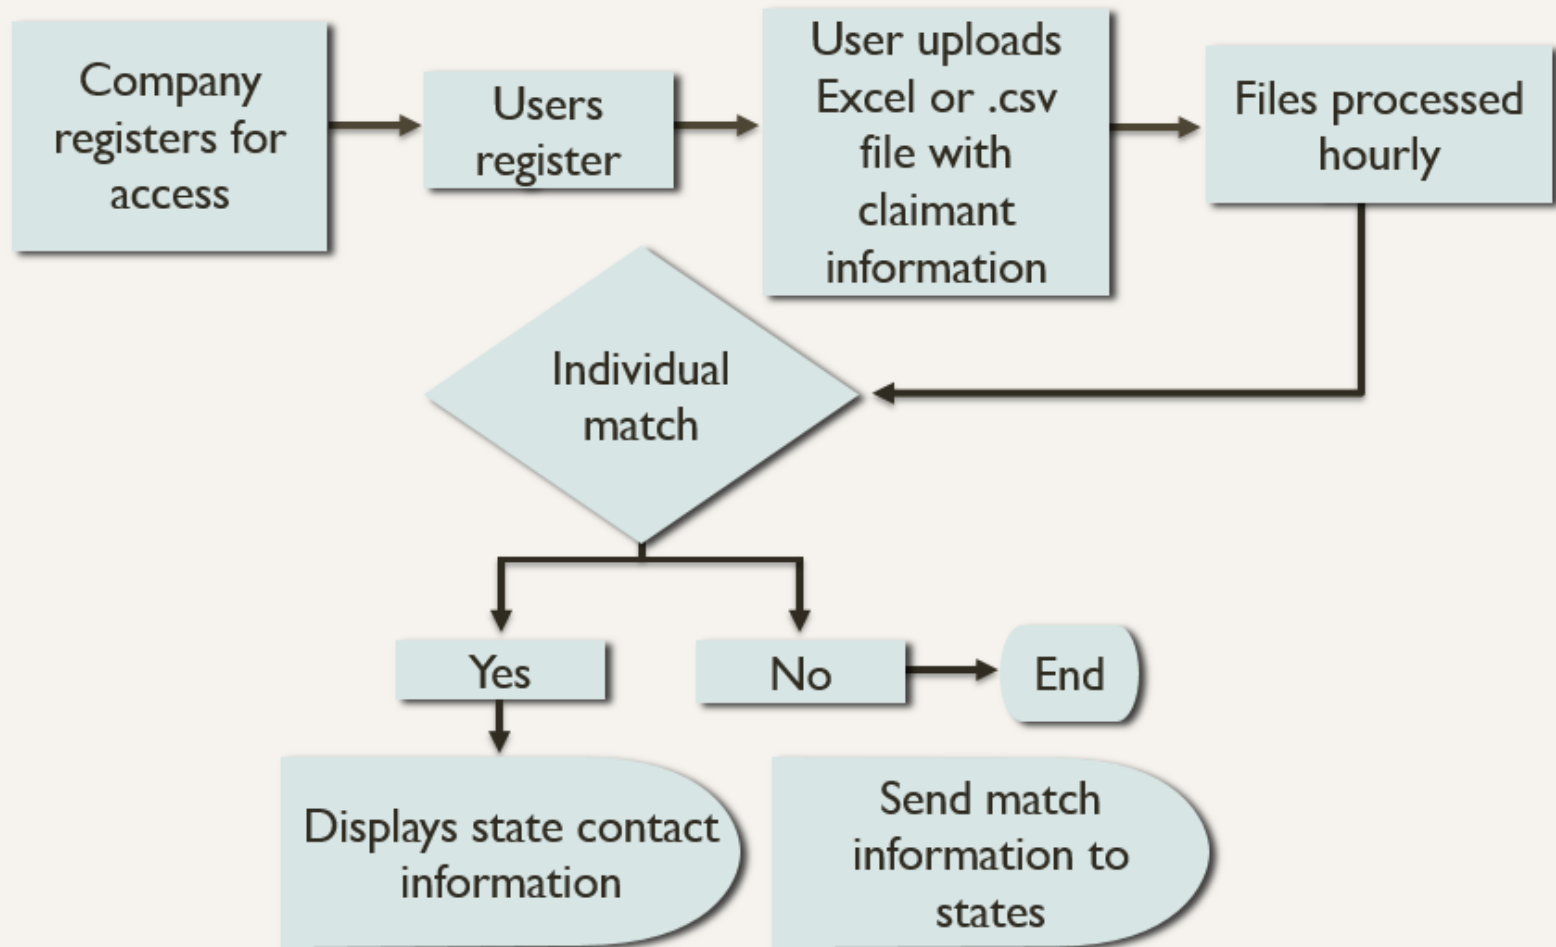 Company
registers for
access
Users
register
User uploads
Excel or .csv
file with
claimant
information
Files processed
hourly
Individual
match
Yes
No
End
Displays state contact
information
Send match
information to
states